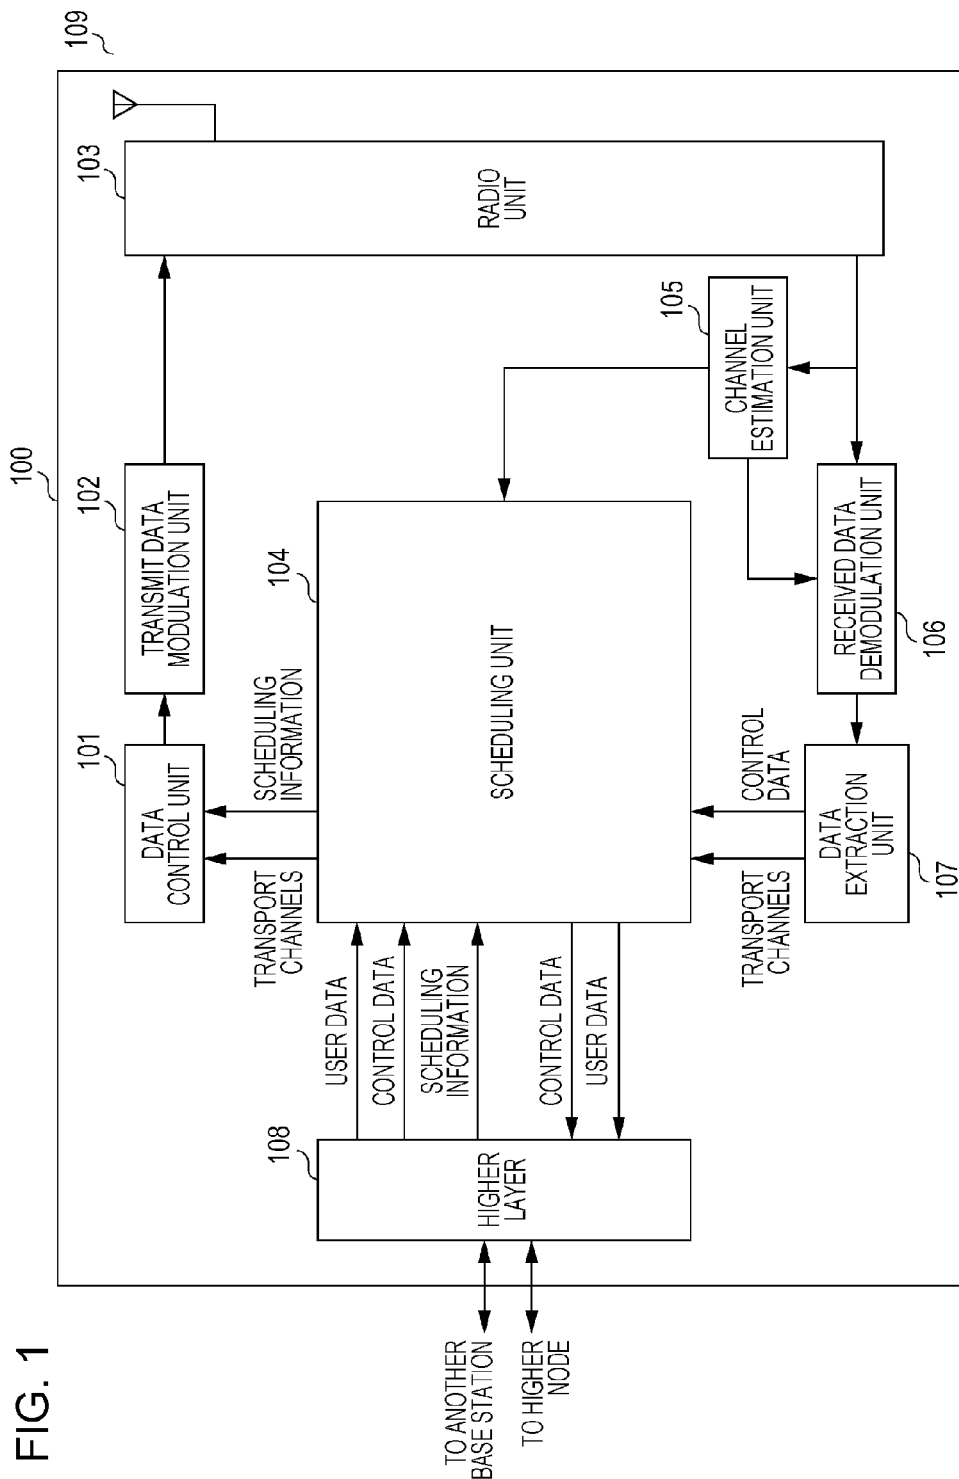 FIG. 1
100
109
101
DATA
CONTROL UNIT
102
TRANSMIT DATA
MODULATION UNIT
103
RADIO
UNIT
TRANSPORT
CHANNELS
SCHEDULING
INFORMATION
108
HIGHER
LAYER
USER DATA
CONTROL DATA
SCHEDULING
INFORMATION
CONTROL DATA
USER DATA
104
SCHEDULING UNIT
TO ANOTHER
BASE STATION
TO HIGHER
NODE
105
CHANNEL
ESTIMATION UNIT
TRANSPORT
CHANNELS
CONTROL
DATA
DATA
EXTRACTION
UNIT
107
RECEIVED DATA
DEMODULATION UNIT
106